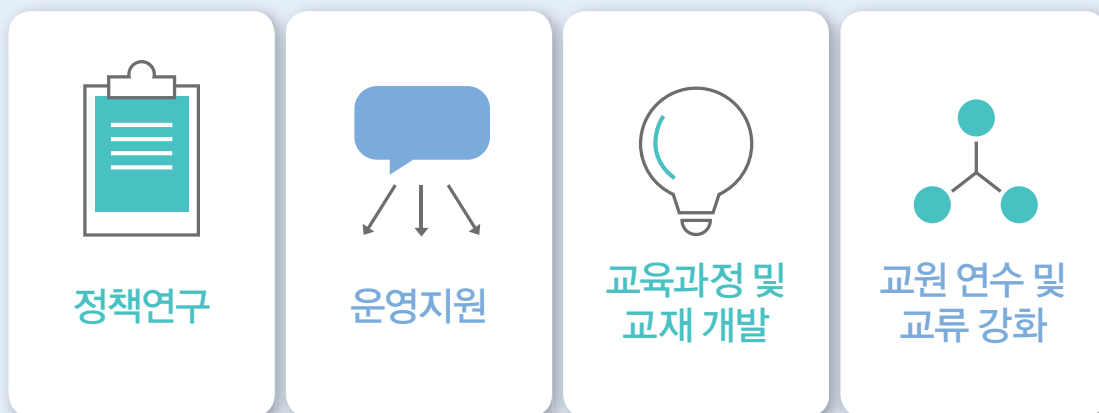 정책연구
운영지원
교육과정 및
교재 개발
교원 연수 및
교류 강화